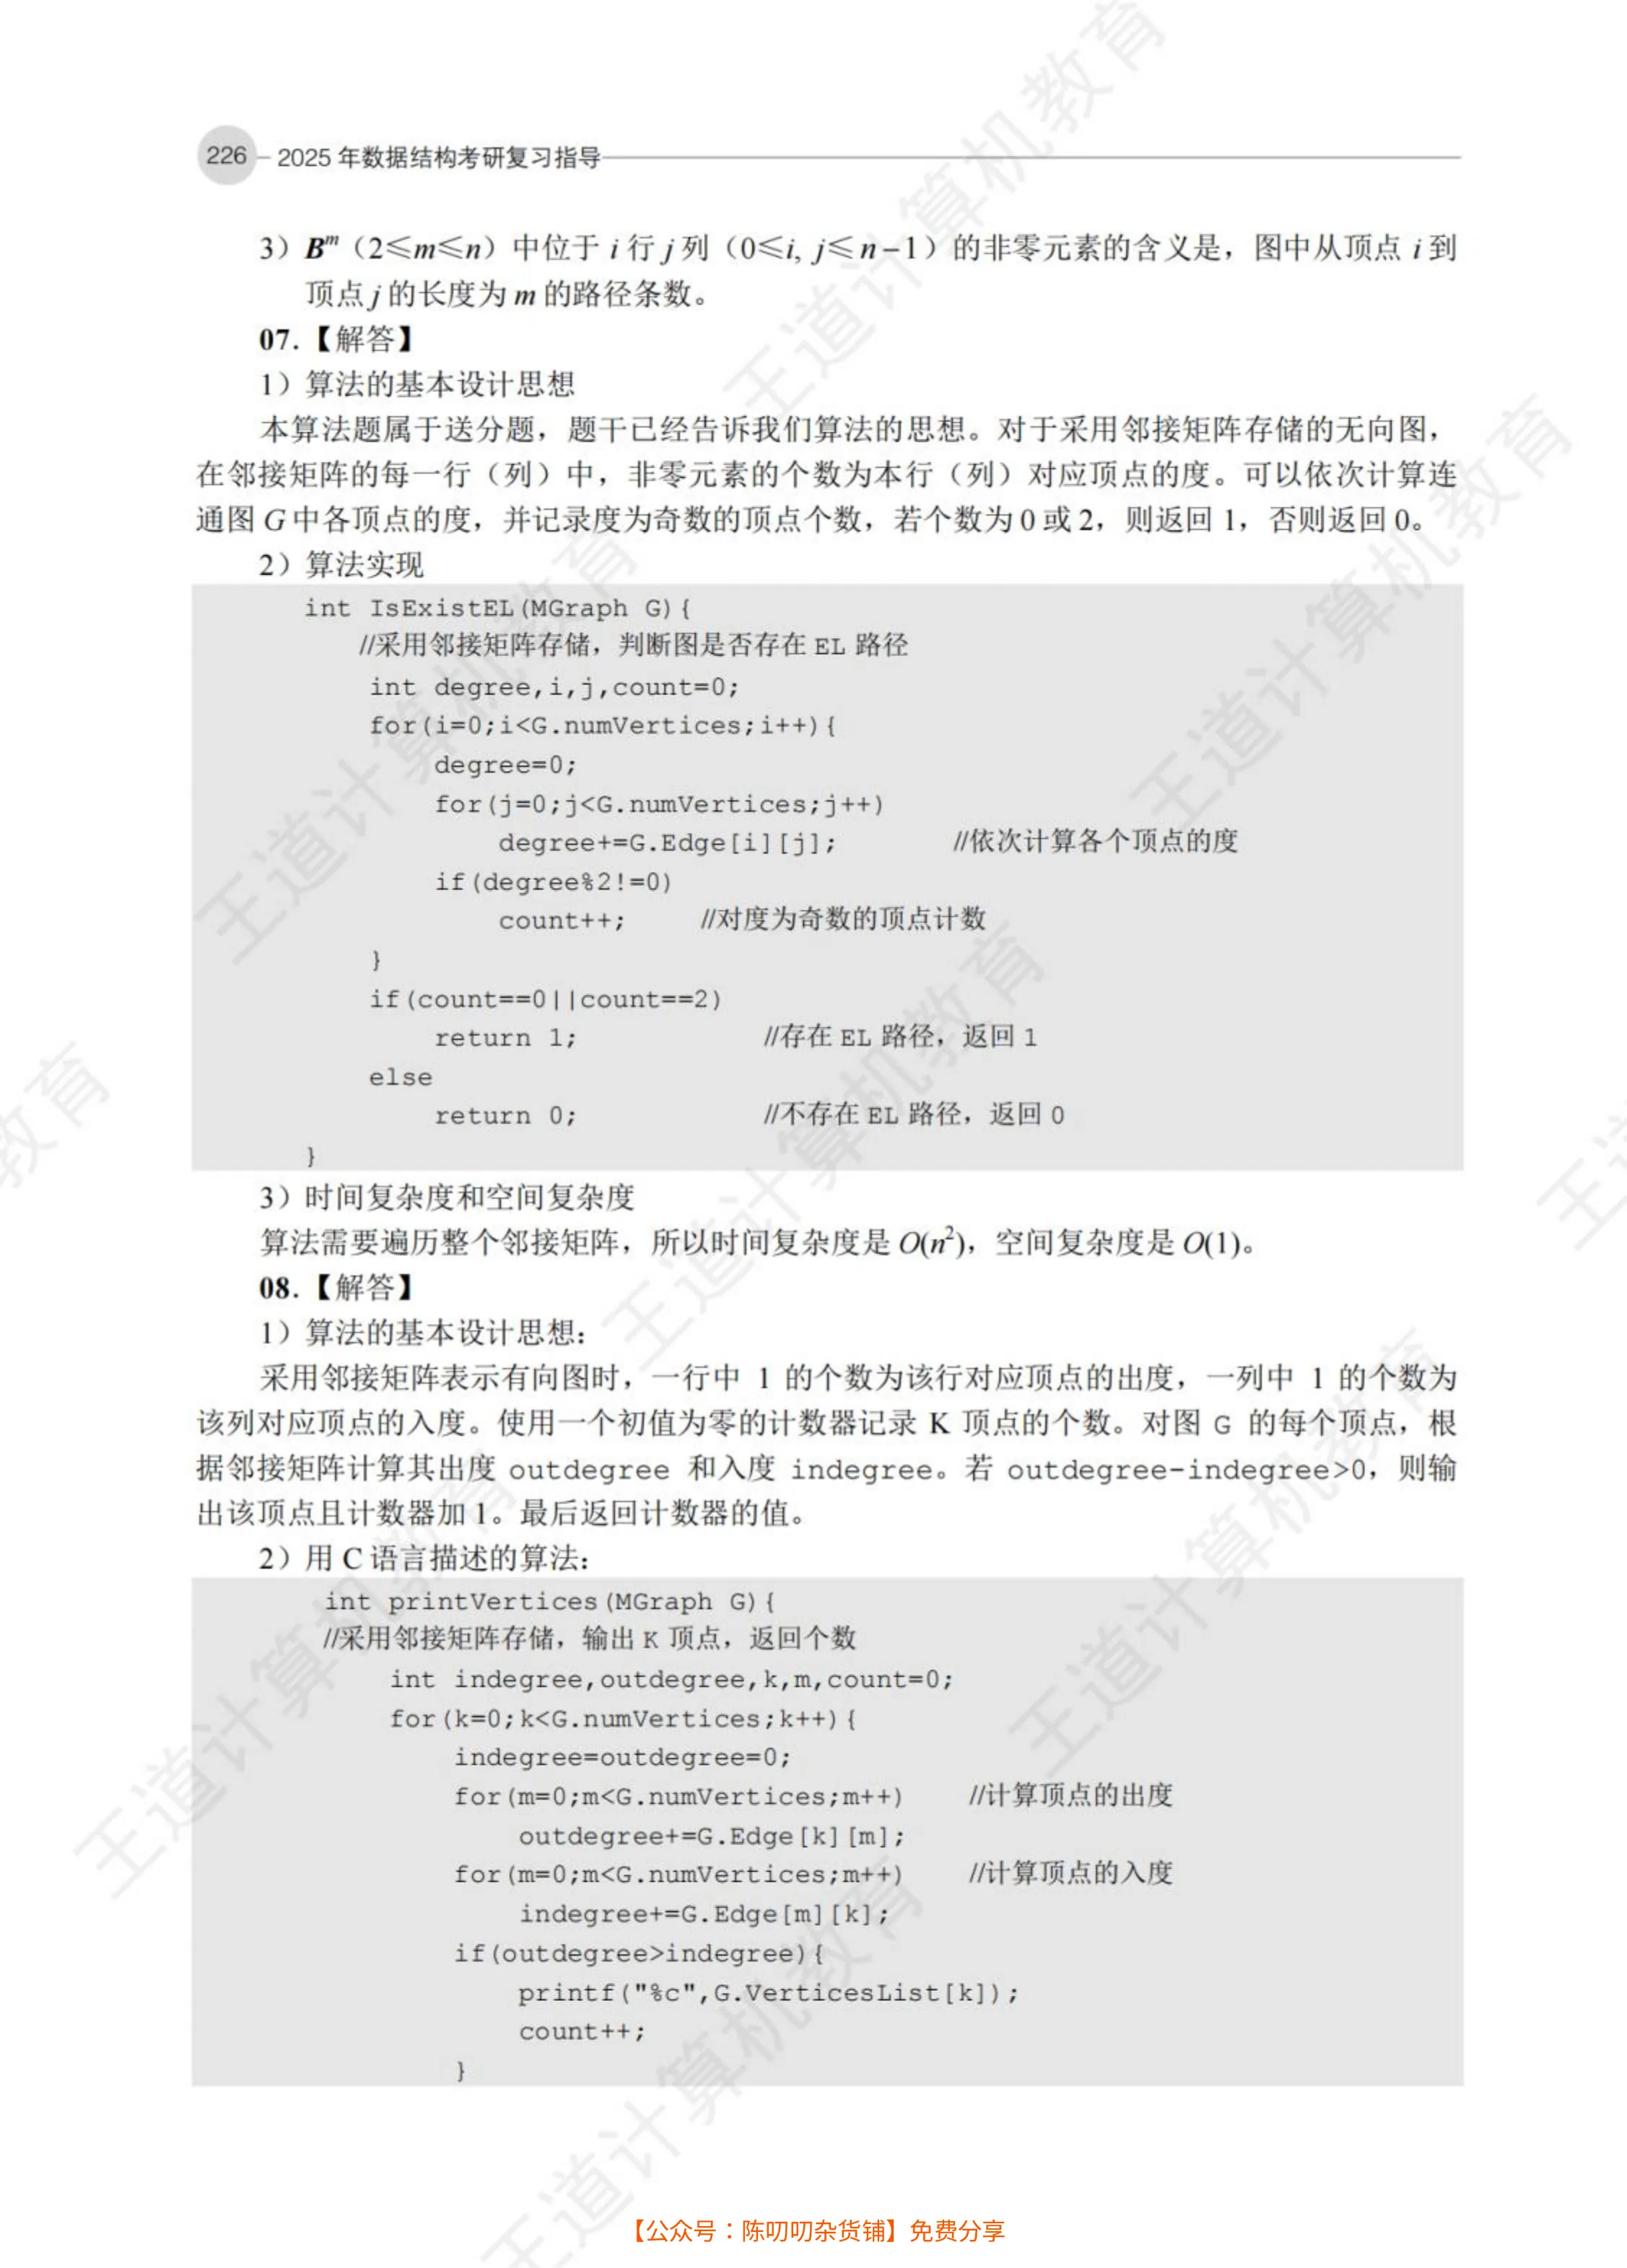 226 2025 年数据结构考研复习指导
3）Bᵐ（2≤m≤n）中位于 i 行 j 列（0≤i, j≤n−1）的非零元素的含义是，图中从顶点 i 到
顶点 j 的长度为 m 的路径条数。
07.【解答】
1）算法的基本设计思想
本算法题属于送分题，题干已经告诉我们算法的思想。对于采用邻接矩阵存储的无向图，
在邻接矩阵的每一行（列）中，非零元素的个数为本行（列）对应顶点的度。可以依次计算连
通图 G 中各顶点的度，并记录度为奇数的顶点个数，若个数为 0 或 2，则返回 1，否则返回 0。
2）算法实现
int IsExistEL(MGraph G){
//采用邻接矩阵存储，判断图是否存在 EL 路径
int degree,i,j,count=0;
for(i=0;i<G.numVertices;i++){
degree=0;
for(j=0;j<G.numVertices;j++)
degree+=G.Edge[i][j]; //依次计算各个顶点的度
if(degree%2!=0)
count++; //对度为奇数的顶点计数
}
if(count==0||count==2)
return 1; //存在 EL 路径，返回 1
else
return 0; //不存在 EL 路径，返回 0
}
3）时间复杂度和空间复杂度
算法需要遍历整个邻接矩阵，所以时间复杂度是 O(n²)，空间复杂度是 O(1)。
08.【解答】
1）算法的基本设计思想：
采用邻接矩阵表示有向图时，一行中 1 的个数为该行对应顶点的出度，一列中 1 的个数为
该列对应顶点的入度。使用一个初值为零的计数器记录 K 顶点的个数。对图 G 的每个顶点，根
据邻接矩阵计算其出度 outdegree 和入度 indegree。若 outdegree-indegree>0，则输
出该顶点且计数器加 1。最后返回计数器的值。
2）用 C 语言描述的算法：
int printVertices(MGraph G){
//采用邻接矩阵存储，输出 K 顶点，返回个数
int indegree,outdegree,k,m,count=0;
for(k=0;k<G.numVertices;k++){
indegree=outdegree=0;
for(m=0;m<G.numVertices;m++) //计算顶点的出度
outdegree+=G.Edge[k][m];
for(m=0;m<G.numVertices;m++) //计算顶点的入度
indegree+=G.Edge[m][k];
if(outdegree>indegree){
printf("%c",G.VerticesList[k]);
count++;
}
【公众号：陈叨叨杂货铺】免费分享
王道计算机教育